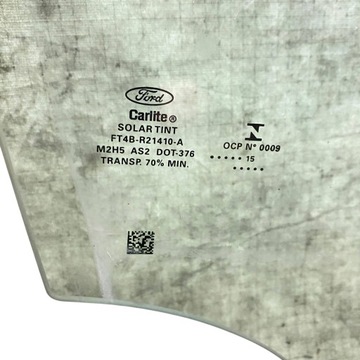 Ford
Carlite®
SOLAR TINT
FT4B-R21410-A
M2H5 AS2 DOT-376
TRANSP. 70% MIN.
N
OCP N° 0009
••••• 15 ••••